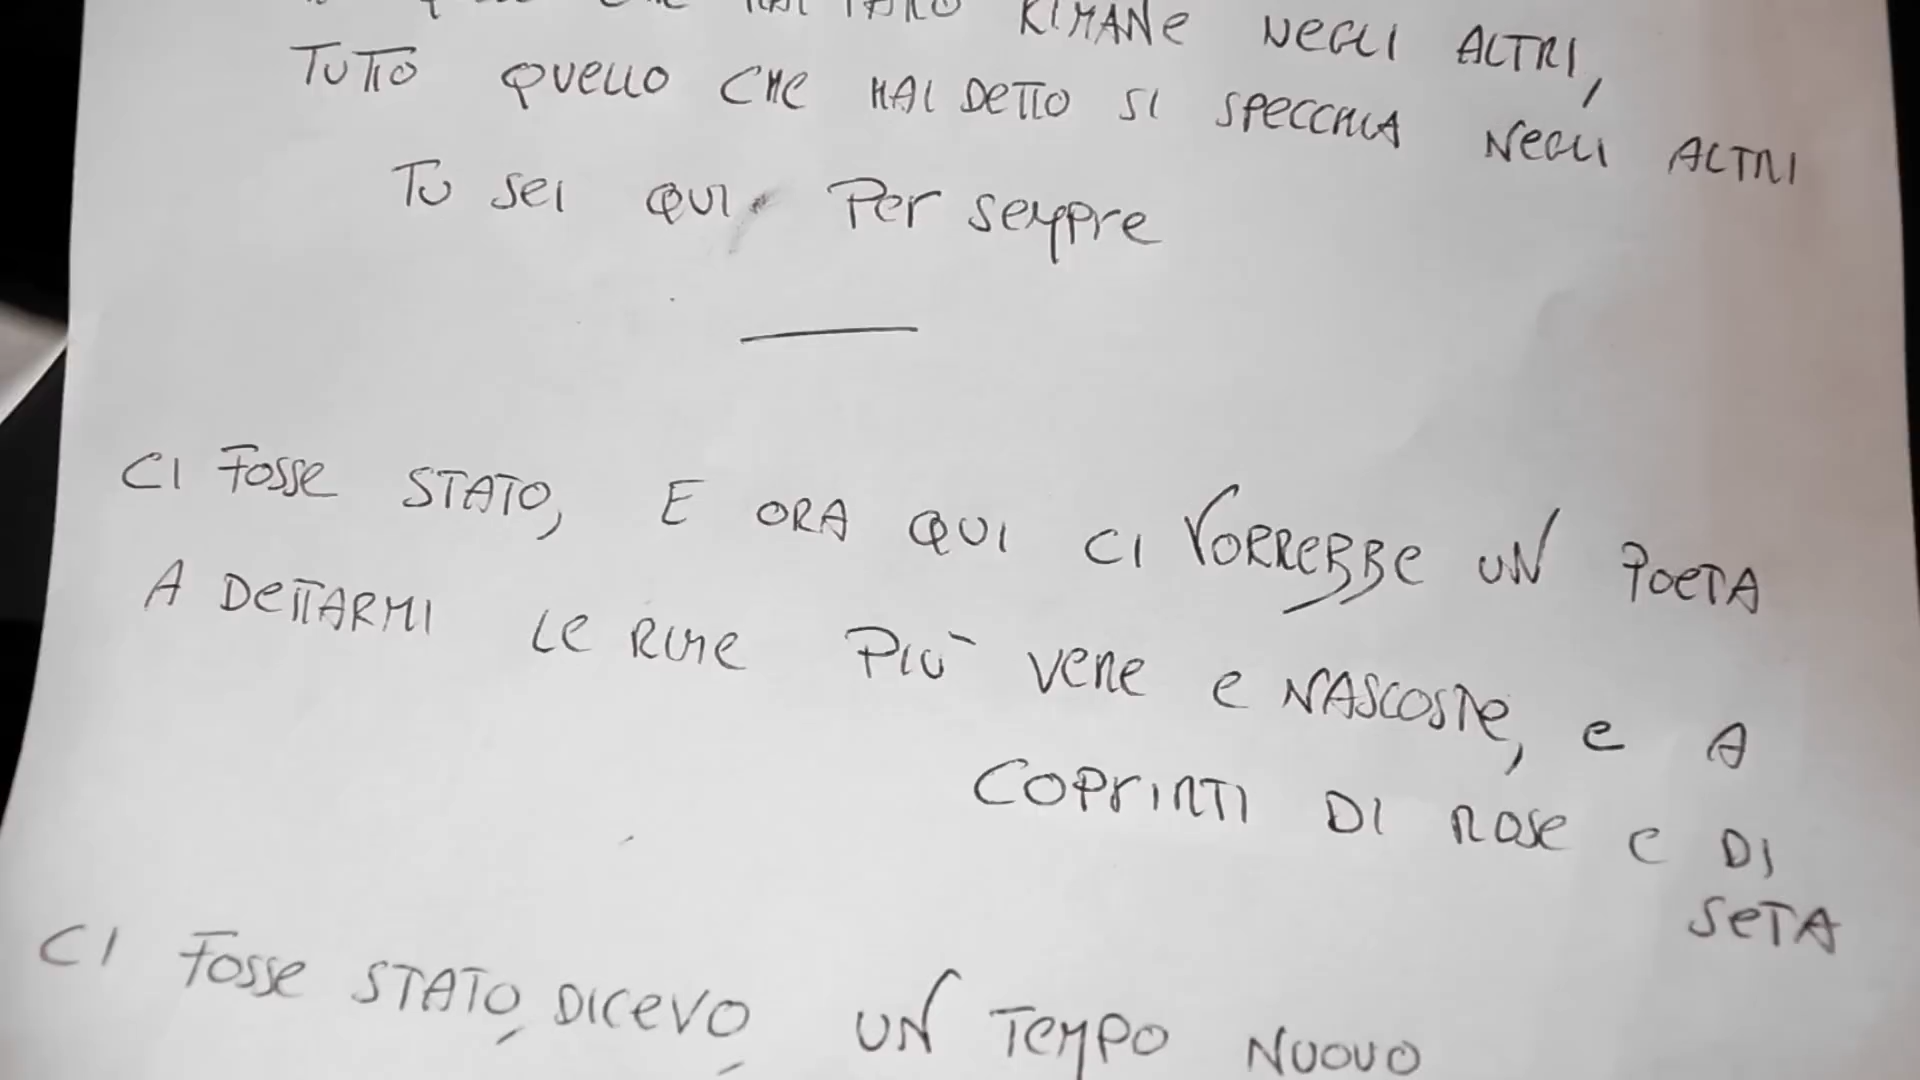 RIMANE NEGLI ALTRI,
TUTTO QUELLO CHE HAI DETTO SI SPECCHIA NEGLI ALTRI
TU SEI QUI PER SEMPRE
CI FOSSE STATO, E ORA QUI CI VORREBBE UN POETA
A DETTARMI LE RIME PIÙ VERE E NASCOSTE, E A
COPRIRTI DI ROSE E DI
SETA
CI FOSSE STATO, DICEVO, UN TEMPO NUOVO